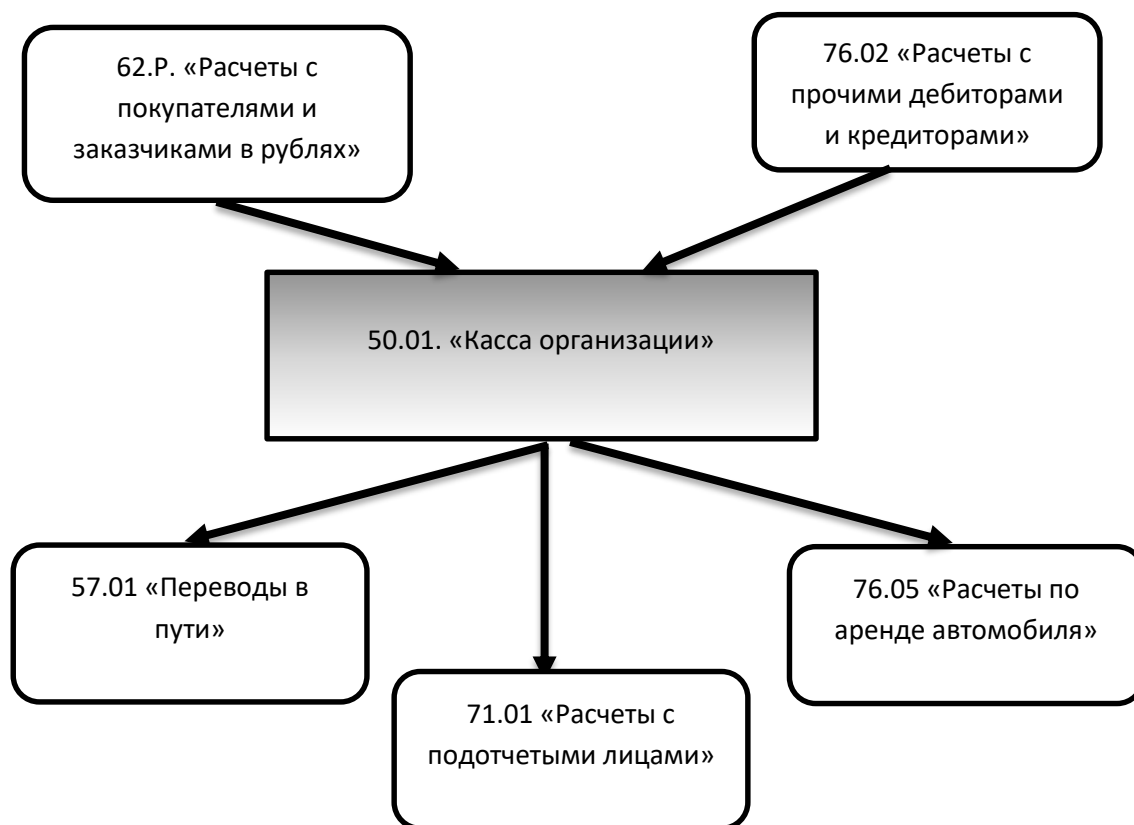 62.Р. «Расчеты с
покупателями и
заказчиками в рублях»
76.02 «Расчеты с
прочими дебиторами
и кредиторами»
50.01. «Касса организации»
57.01 «Переводы в
пути»
71.01 «Расчеты с
подотчетыми лицами»
76.05 «Расчеты по
аренде автомобиля»